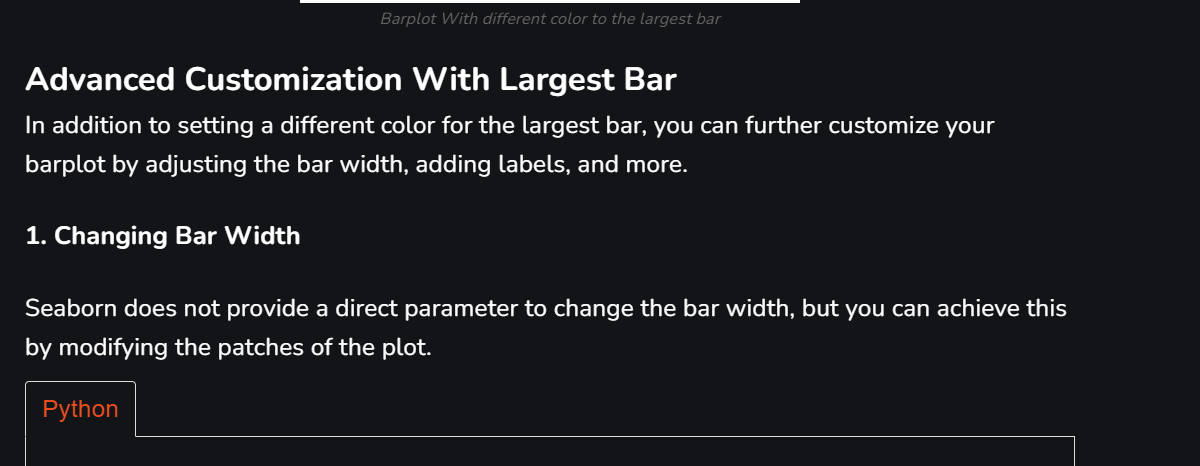 Barplot With different color to the largest bar
Advanced Customization With Largest Bar
In addition to setting a different color for the largest bar, you can further customize your
barplot by adjusting the bar width, adding labels, and more.
1. Changing Bar Width
Seaborn does not provide a direct parameter to change the bar width, but you can achieve this
by modifying the patches of the plot.
Python